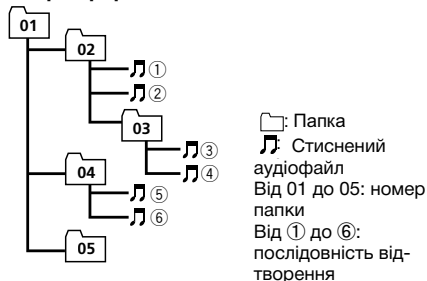 01
02
①
②
03
③
④
04
⑤
⑥
05
: Папка
: Стиснений
аудіофайл
Від 01 до 05: номер
папки
Від ① до ⑥:
послідовність від-
творення